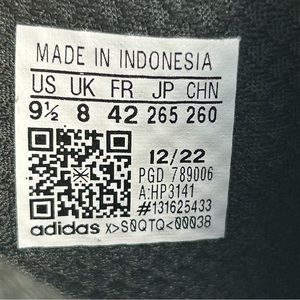 MADE IN INDONESIA
US UK FR JP CHN
9½ 8 42 265 260
12/22
PGD 789006
A:HP3141
#131625433
adidas X>S0QTQ<00038